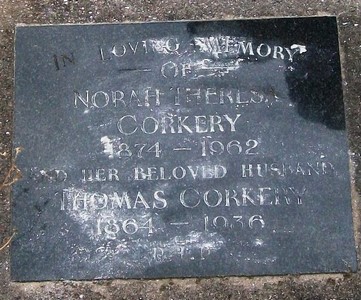 IN LOVING MEMORY
OF
NORAH THERESA
CORKERY
1874 - 1962
AND HER BELOVED HUSBAND
THOMAS CORKERY
1864 - 1936
R.I.P.